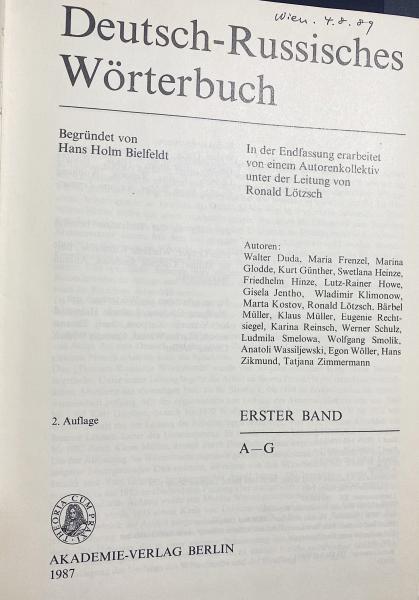 Wien. 4.8.89
Deutsch-Russisches
Wörterbuch
Begründet von
Hans Holm Bielfeldt
In der Endfassung erarbeitet
von einem Autorenkollektiv
unter der Leitung von
Ronald Lötzsch
Autoren:
Walter Duda, Maria Frenzel, Marina
Glodde, Kurt Günther, Swetlana Heinze,
Friedhelm Hinze, Lutz-Rainer Howe,
Gisela Jentho, Wladimir Klimonow,
Marta Kostov, Ronald Lötzsch, Bärbel
Müller, Klaus Müller, Eugenie Recht-
siegel, Karina Reinsch, Werner Schulz,
Ludmila Smelowa, Wolfgang Smolik,
Anatoli Wassiljewski, Egon Wöller, Hans
Zikmund, Tatjana Zimmermann
2. Auflage
ERSTER BAND
A—G
THEORIA CUM PRAXI
AKADEMIE-VERLAG BERLIN
1987